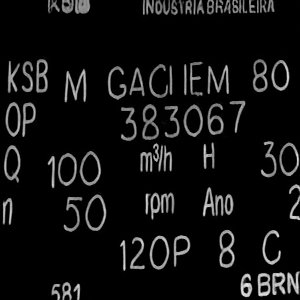 INDUSTRIA BRASILEIRA
KSB M GACI IEM 80
OP 383067
Q 100 m³/h H 30
n 50 rpm Ano 2
120P 8 C
581 6 BRN